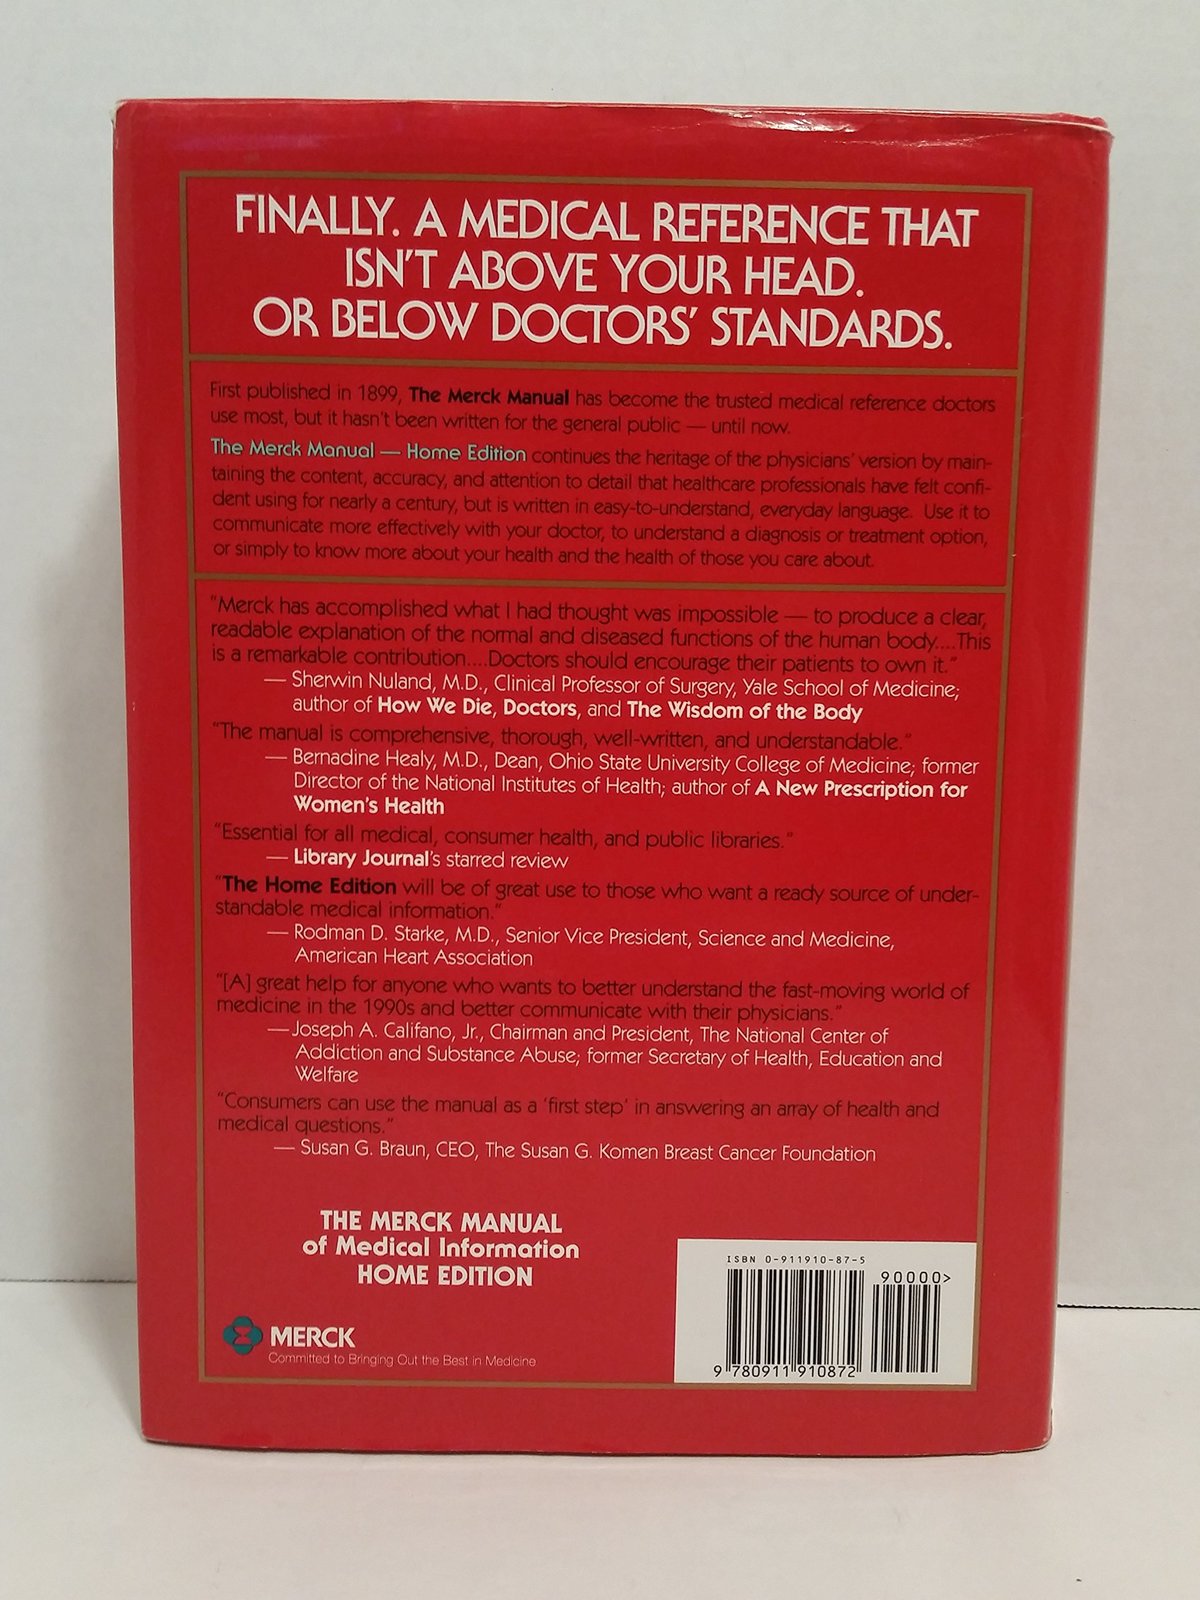 FINALLY. A MEDICAL REFERENCE THAT
ISN'T ABOVE YOUR HEAD.
OR BELOW DOCTORS' STANDARDS.
First published in 1899, The Merck Manual has become the trusted medical reference doctors
use most, but it hasn't been written for the general public — until now.
The Merck Manual — Home Edition continues the heritage of the physicians' version by main-
taining the content, accuracy, and attention to detail that healthcare professionals have felt confi-
dent using for nearly a century, but is written in easy-to-understand, everyday language. Use it to
communicate more effectively with your doctor, to understand a diagnosis or treatment option,
or simply to know more about your health and the health of those you care about.
"Merck has accomplished what I had thought was impossible — to produce a clear,
readable explanation of the normal and diseased functions of the human body....This
is a remarkable contribution....Doctors should encourage their patients to own it."
— Sherwin Nuland, M.D., Clinical Professor of Surgery, Yale School of Medicine;
author of How We Die, Doctors, and The Wisdom of the Body
"The manual is comprehensive, thorough, well-written, and understandable."
— Bernadine Healy, M.D., Dean, Ohio State University College of Medicine; former
Director of the National Institutes of Health; author of A New Prescription for
Women's Health
"Essential for all medical, consumer health, and public libraries."
— Library Journal's starred review
"The Home Edition will be of great use to those who want a ready source of under-
standable medical information."
— Rodman D. Starke, M.D., Senior Vice President, Science and Medicine,
American Heart Association
"[A] great help for anyone who wants to better understand the fast-moving world of
medicine in the 1990s and better communicate with their physicians."
— Joseph A. Califano, Jr., Chairman and President, The National Center of
Addiction and Substance Abuse; former Secretary of Health, Education and
Welfare
"Consumers can use the manual as a 'first step' in answering an array of health and
medical questions."
— Susan G. Braun, CEO, The Susan G. Komen Breast Cancer Foundation
THE MERCK MANUAL
of Medical Information
HOME EDITION
MERCK
Committed to Bringing Out the Best in Medicine
ISBN 0-911910-87-5
90000>
9 780911 910872